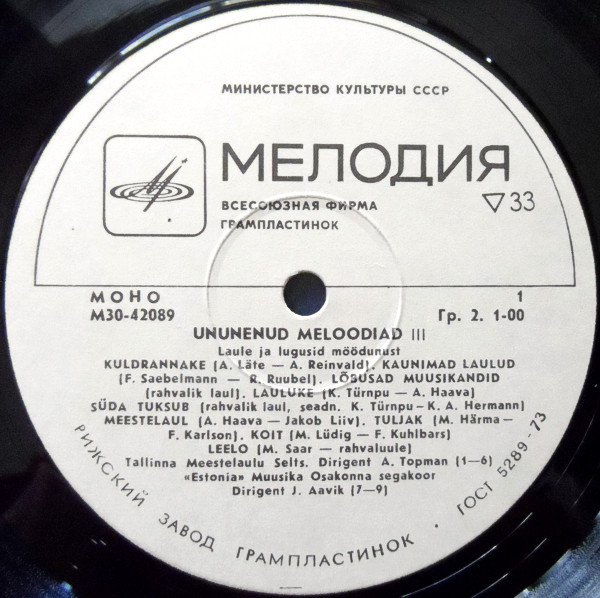 МИНИСТЕРСТВО КУЛЬТУРЫ СССР
МЕЛОДИЯ
ВСЕСОЮЗНАЯ ФИРМА
ГРАМПЛАСТИНОК
▽33
МОНО
М30-42089
1
Гр. 2. 1-00
UNUNENUD MELOODIAD III
Laule ja lugusid möödunust
KULDRANNAKE (A. Läte — A. Reinvald). KAUNIMAD LAULUD
(F. Saebelmann — R. Ruubel). LÕBUSAD MUUSIKANDID
(rahvalik laul). LAULUKE (K. Türnpu — A. Haava)
SÜDA TUKSUB (rahvalik laul, seadn. K. Türnpu - K. A. Hermann)
MEESTELAUL (A. Haava — Jakob Liiv). TULJAK (M. Härma —
F. Karlson). KOIT (M. Lüdig — F. Kuhlbars)
LEELO (M. Saar — rahvaluule)
Tallinna Meestelaulu Selts. Dirigent A. Topman (1—6)
«Estonia» Muusika Osakonna segakoor
Dirigent J. Aavik (7—9)
РИЖСКИЙ ЗАВОД ГРАМПЛАСТИНОК · ГОСТ 5289-73